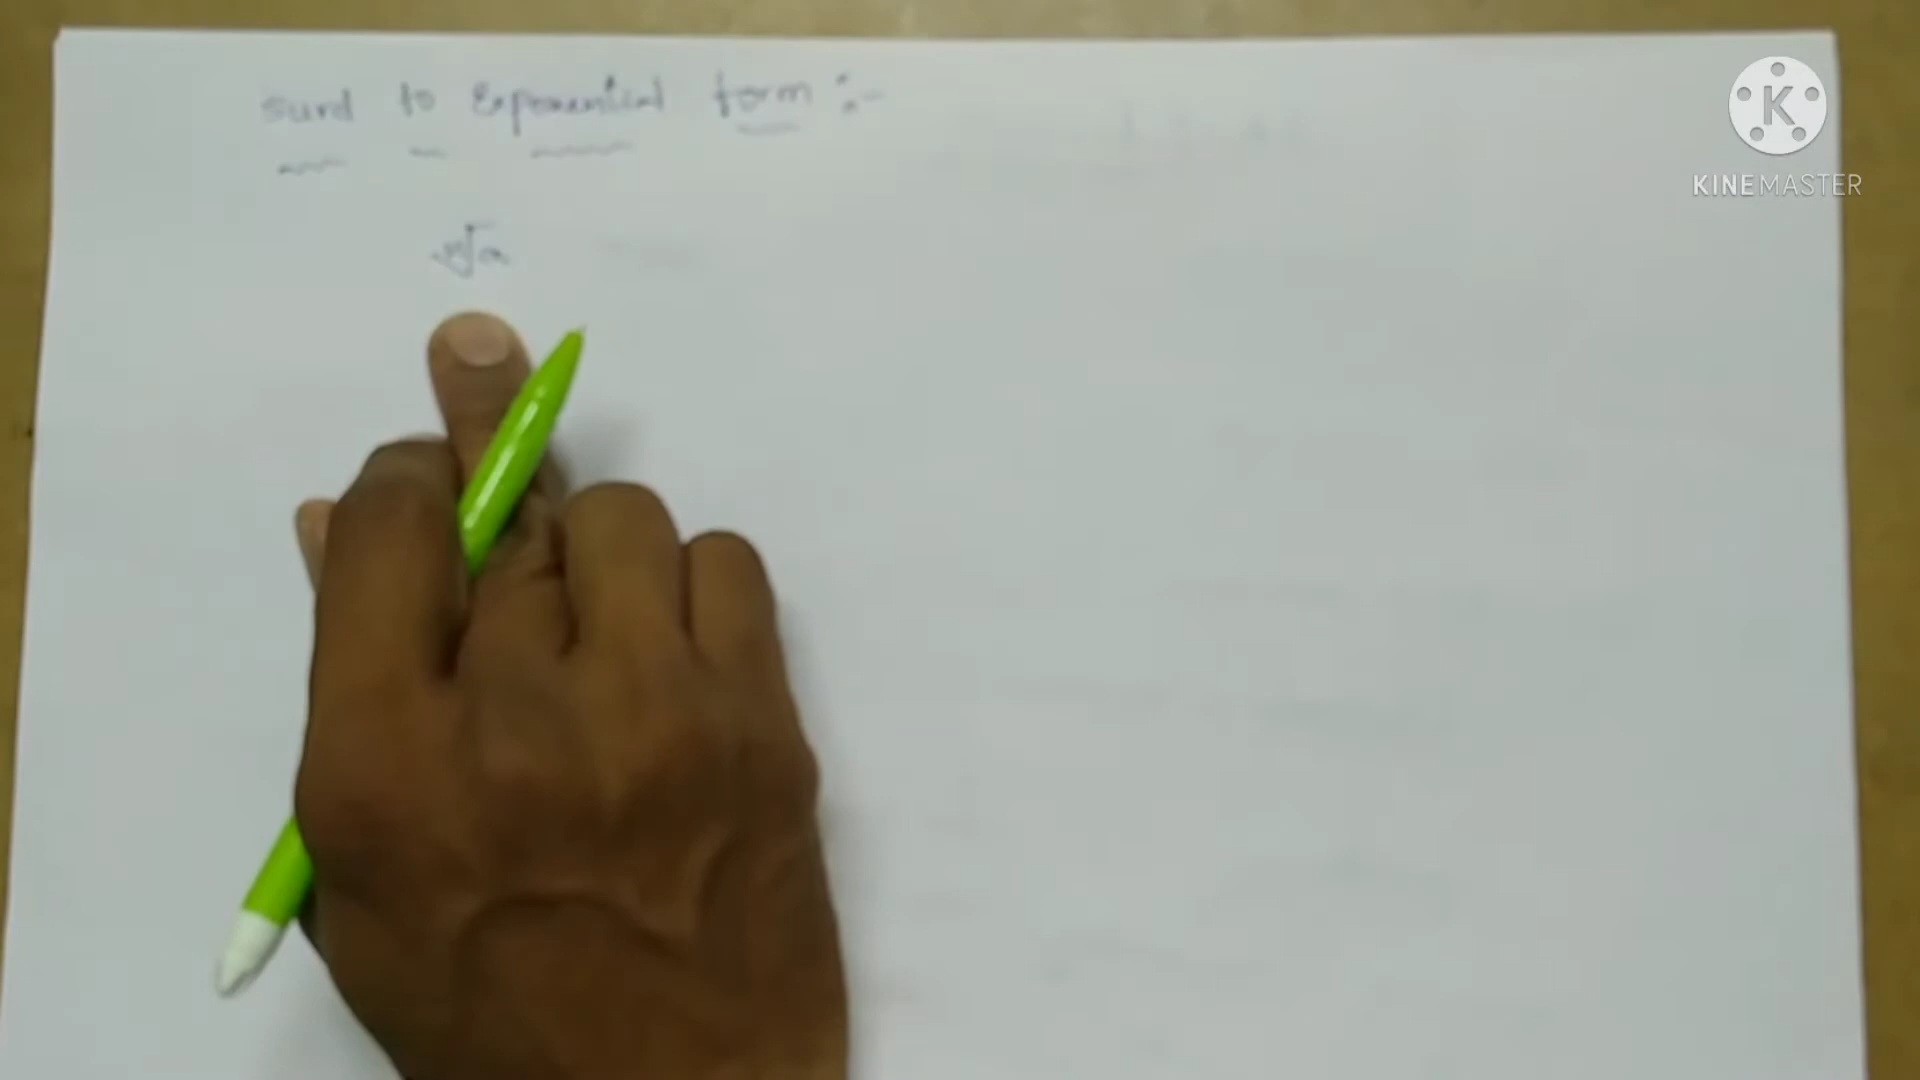 surd to Exponential form :-
ⁿ√a
K
KINEMASTER